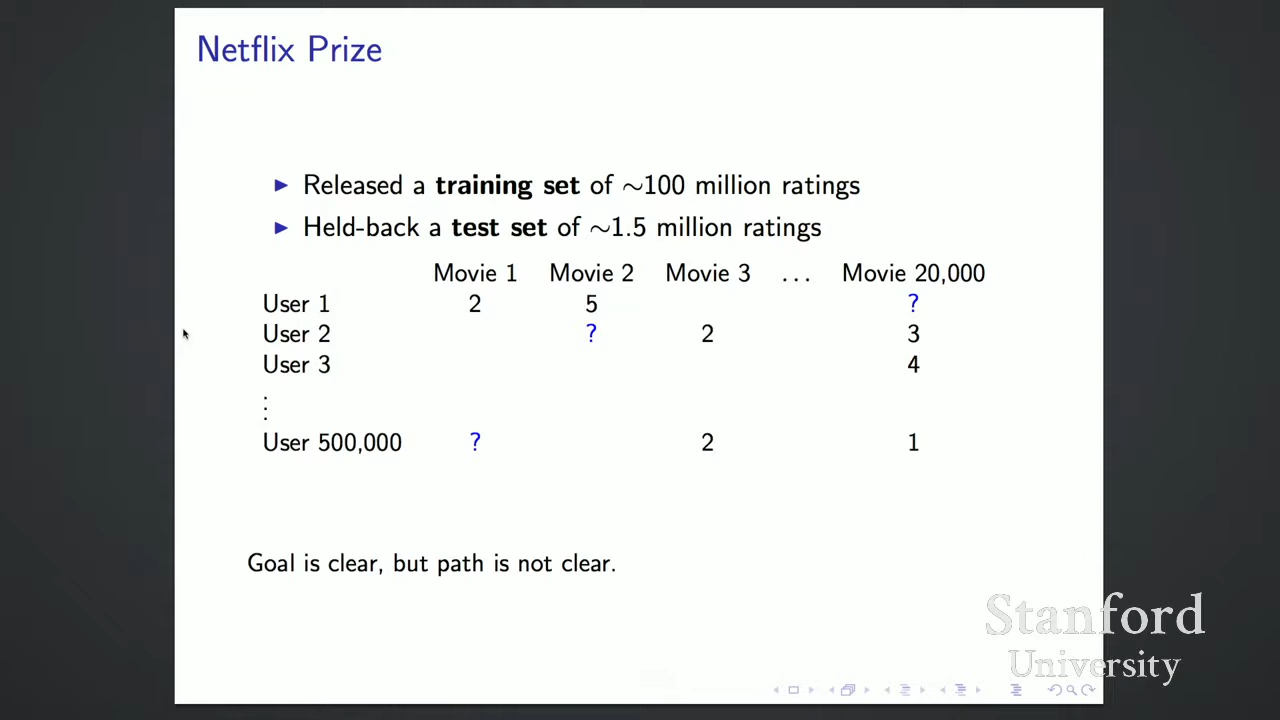 Netflix Prize
▶ Released a training set of ~100 million ratings
▶ Held-back a test set of ~1.5 million ratings
Movie 1 Movie 2 Movie 3 ... Movie 20,000
User 1 2 5 ?
User 2 ? 2 3
User 3 4
⋮
User 500,000 ? 2 1
Goal is clear, but path is not clear.
Stanford
University